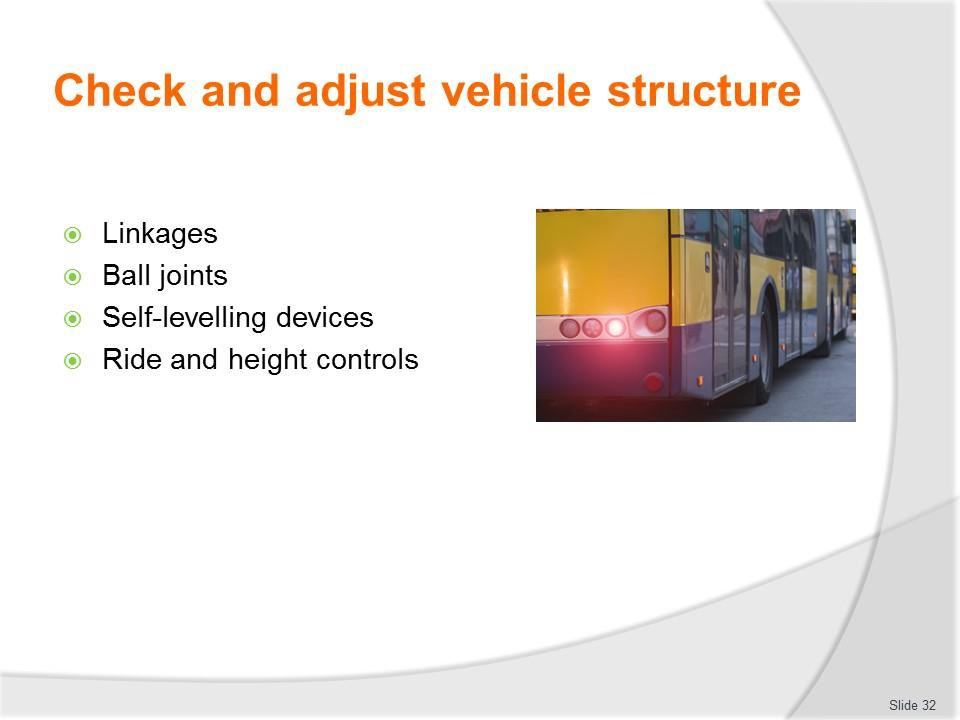 Check and adjust vehicle structure
Linkages
Ball joints
Self-levelling devices
Ride and height controls
Slide 32